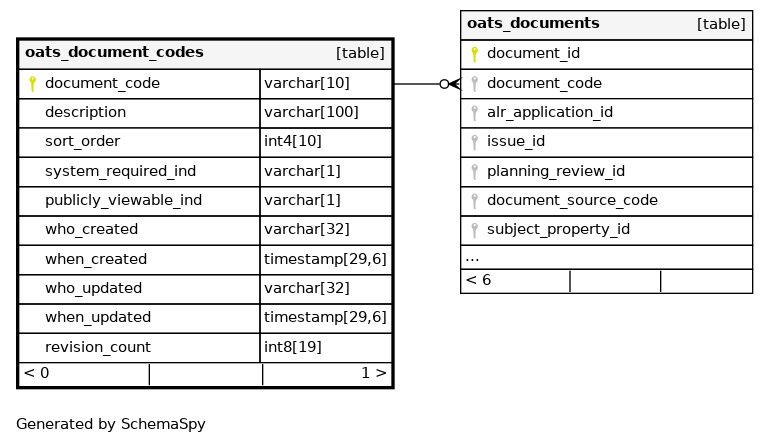 oats_document_codes [table]
document_code varchar[10]
description varchar[100]
sort_order int4[10]
system_required_ind varchar[1]
publicly_viewable_ind varchar[1]
who_created varchar[32]
when_created timestamp[29,6]
who_updated varchar[32]
when_updated timestamp[29,6]
revision_count int8[19]
< 0 1 >
oats_documents [table]
document_id
document_code
alr_application_id
issue_id
planning_review_id
document_source_code
subject_property_id
...
< 6
Generated by SchemaSpy